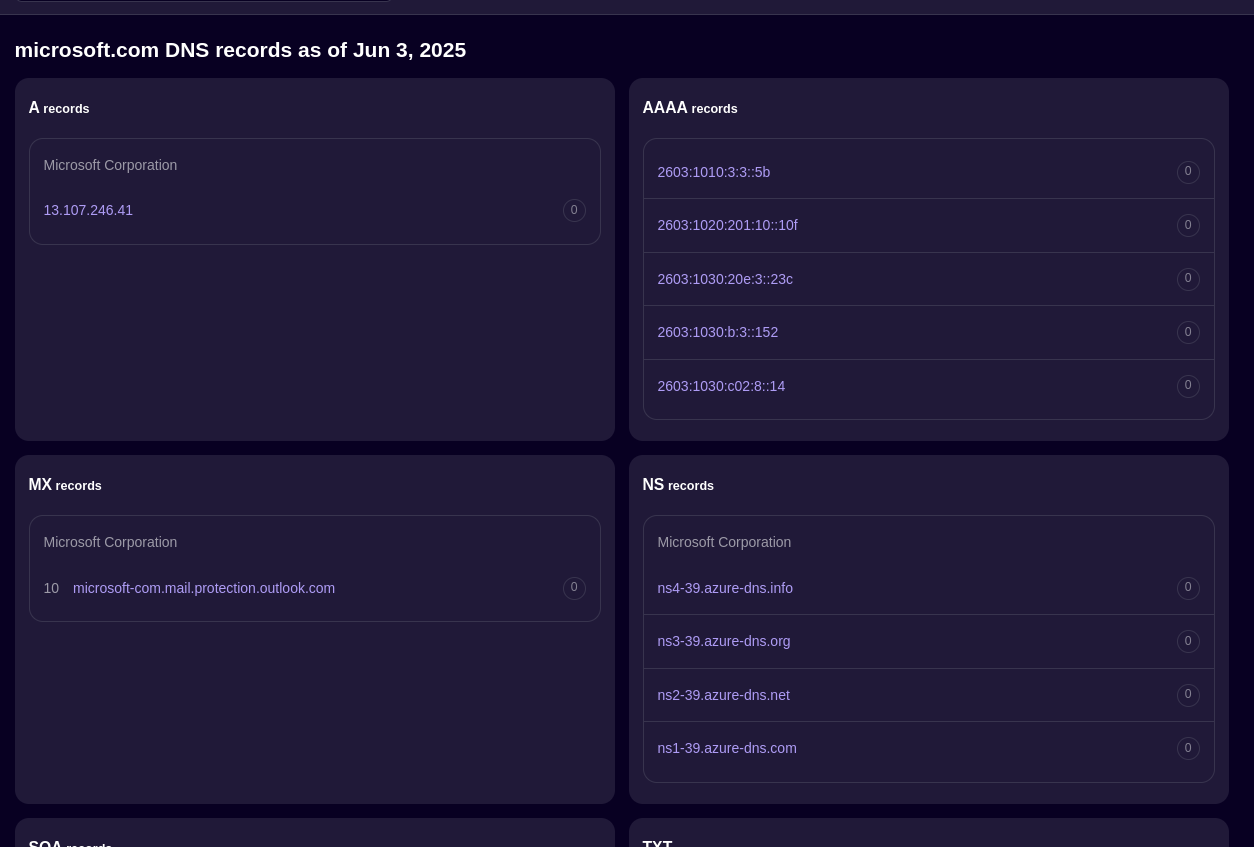 microsoft.com DNS records as of Jun 3, 2025
A records
Microsoft Corporation
13.107.246.41 0
AAAA records
2603:1010:3:3::5b 0
2603:1020:201:10::10f 0
2603:1030:20e:3::23c 0
2603:1030:b:3::152 0
2603:1030:c02:8::14 0
MX records
Microsoft Corporation
10 microsoft-com.mail.protection.outlook.com 0
NS records
Microsoft Corporation
ns4-39.azure-dns.info 0
ns3-39.azure-dns.org 0
ns2-39.azure-dns.net 0
ns1-39.azure-dns.com 0
SOA records
TXT